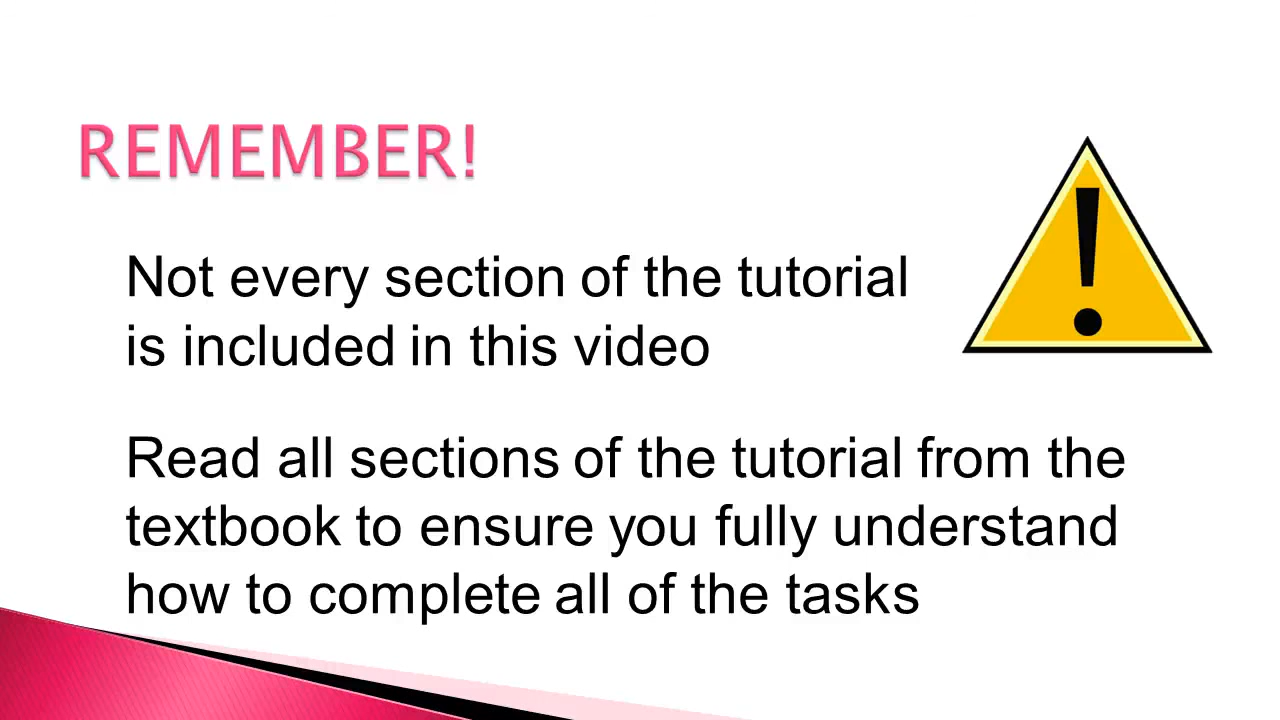 REMEMBER!
Not every section of the tutorial
is included in this video
Read all sections of the tutorial from the
textbook to ensure you fully understand
how to complete all of the tasks